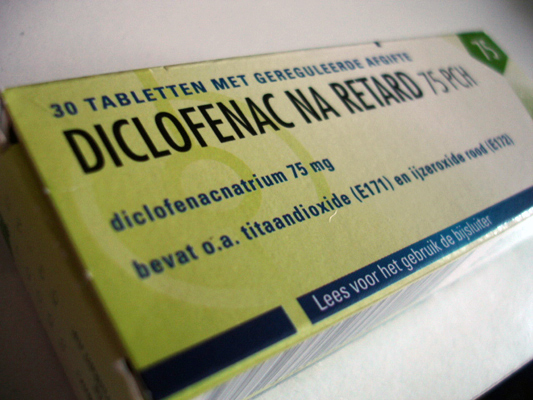 75
30 TABLETTEN MET GEREGULEERDE AFGIFTE
DICLOFENAC NA RETARD 75 PCH
diclofenacnatrium 75 mg
bevat o.a. titaandioxide (E171) en ijzeroxide rood (E172)
Lees voor het gebruik de bijsluiter